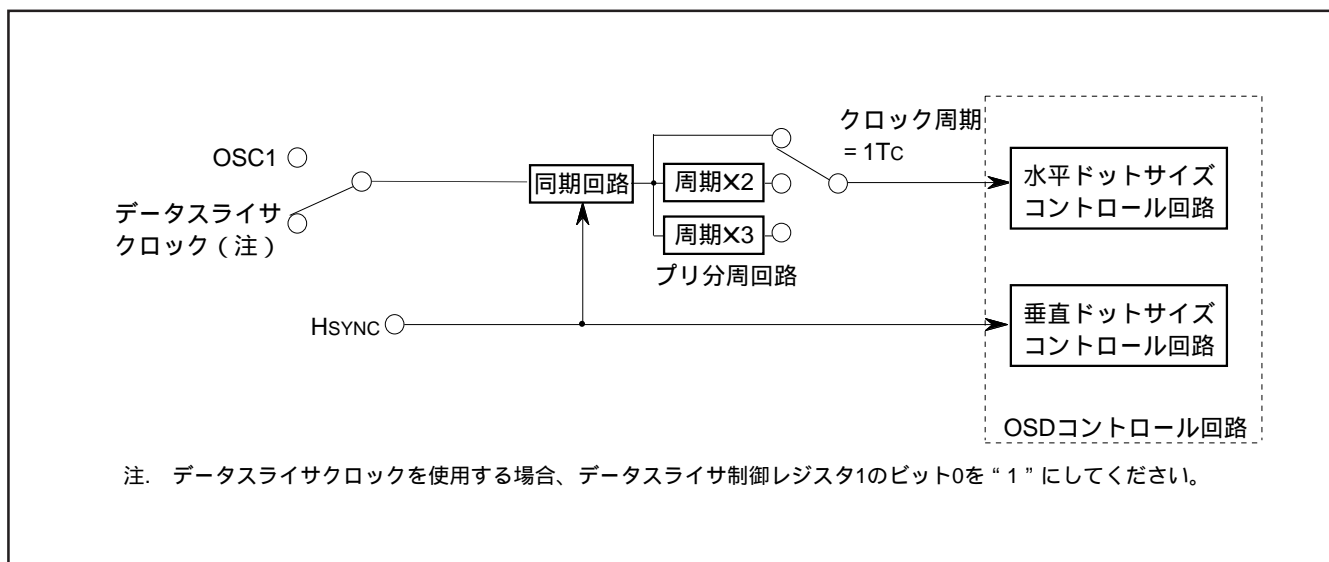 クロック周期
= 1TC
OSC1
データスライサ
クロック（注）
同期回路
周期×2
周期×3
プリ分周回路
水平ドットサイズ
コントロール回路
HSYNC
垂直ドットサイズ
コントロール回路
OSDコントロール回路
注. データスライサクロックを使用する場合、データスライサ制御レジスタ1のビット0を“1”にしてください。